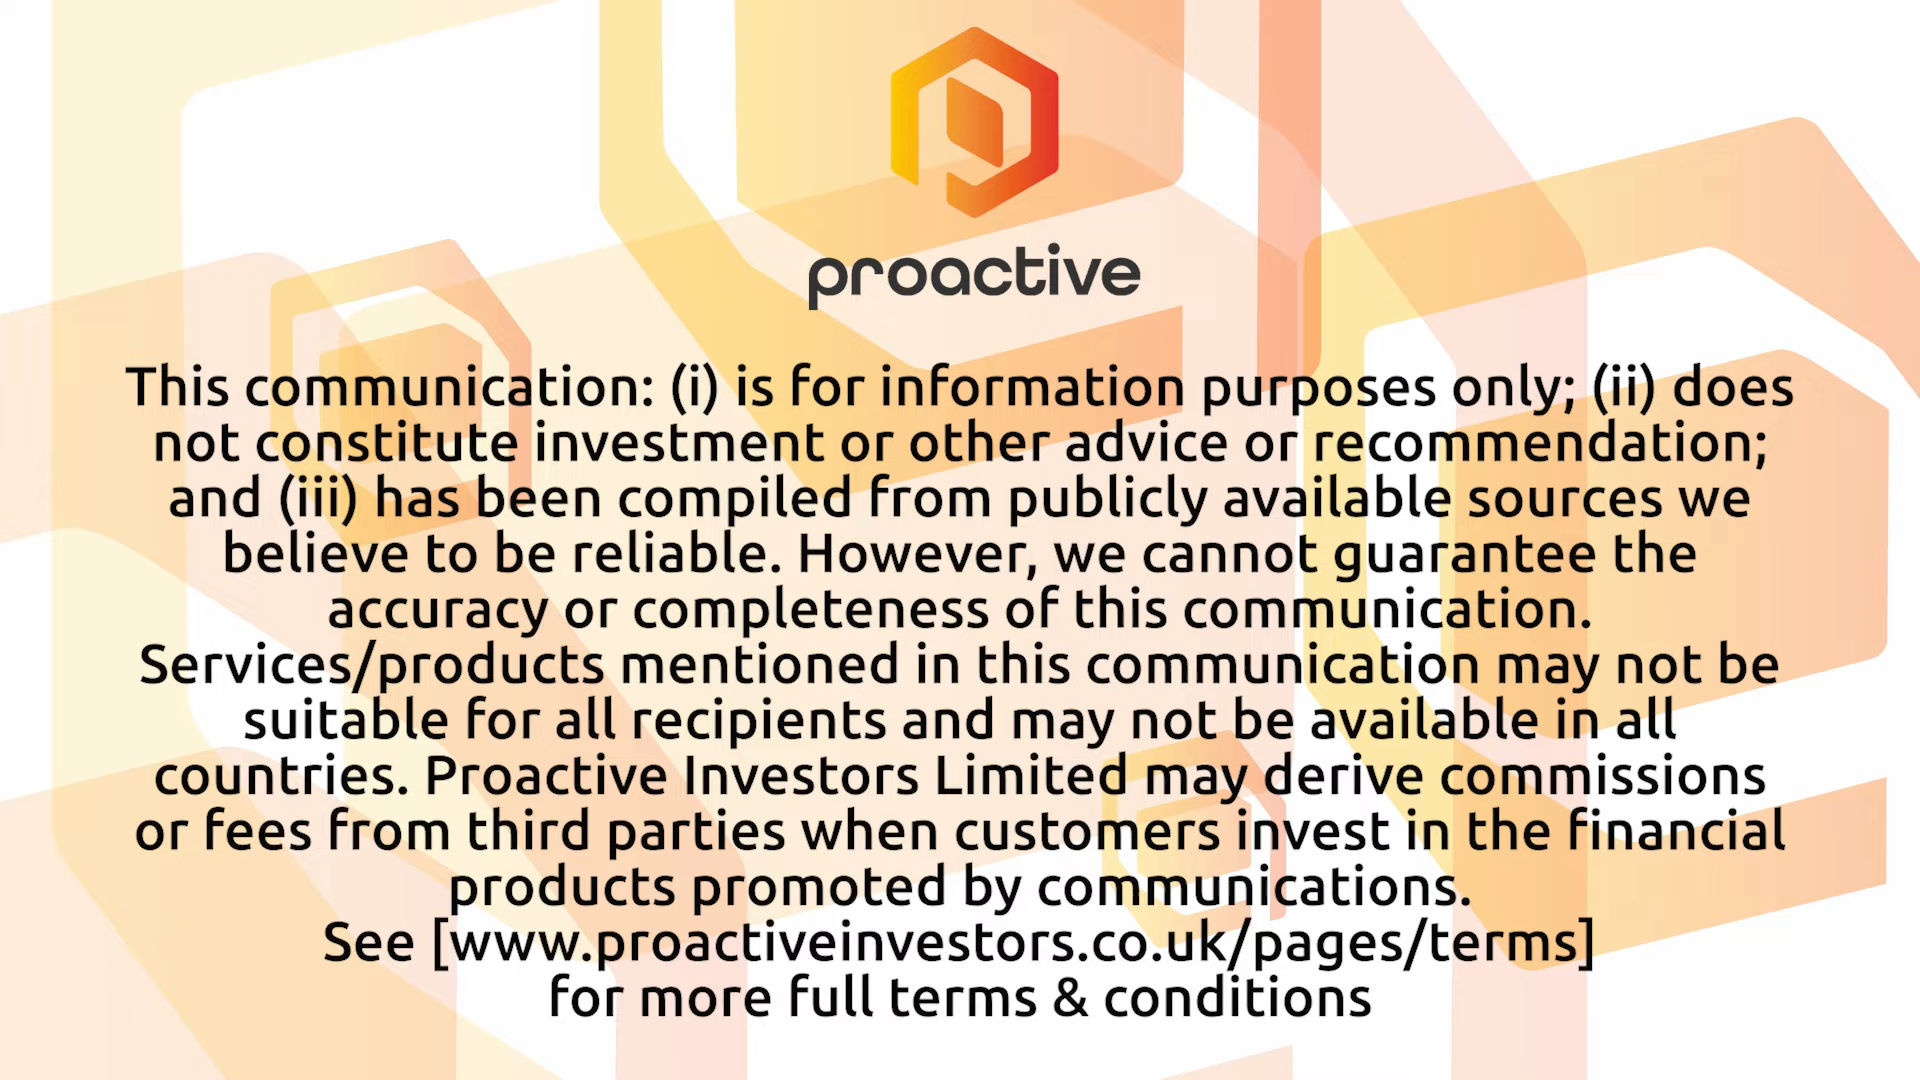 proactive
This communication: (i) is for information purposes only; (ii) does
not constitute investment or other advice or recommendation;
and (iii) has been compiled from publicly available sources we
believe to be reliable. However, we cannot guarantee the
accuracy or completeness of this communication.
Services/products mentioned in this communication may not be
suitable for all recipients and may not be available in all
countries. Proactive Investors Limited may derive commissions
or fees from third parties when customers invest in the financial
products promoted by communications.
See [www.proactiveinvestors.co.uk/pages/terms]
for more full terms & conditions